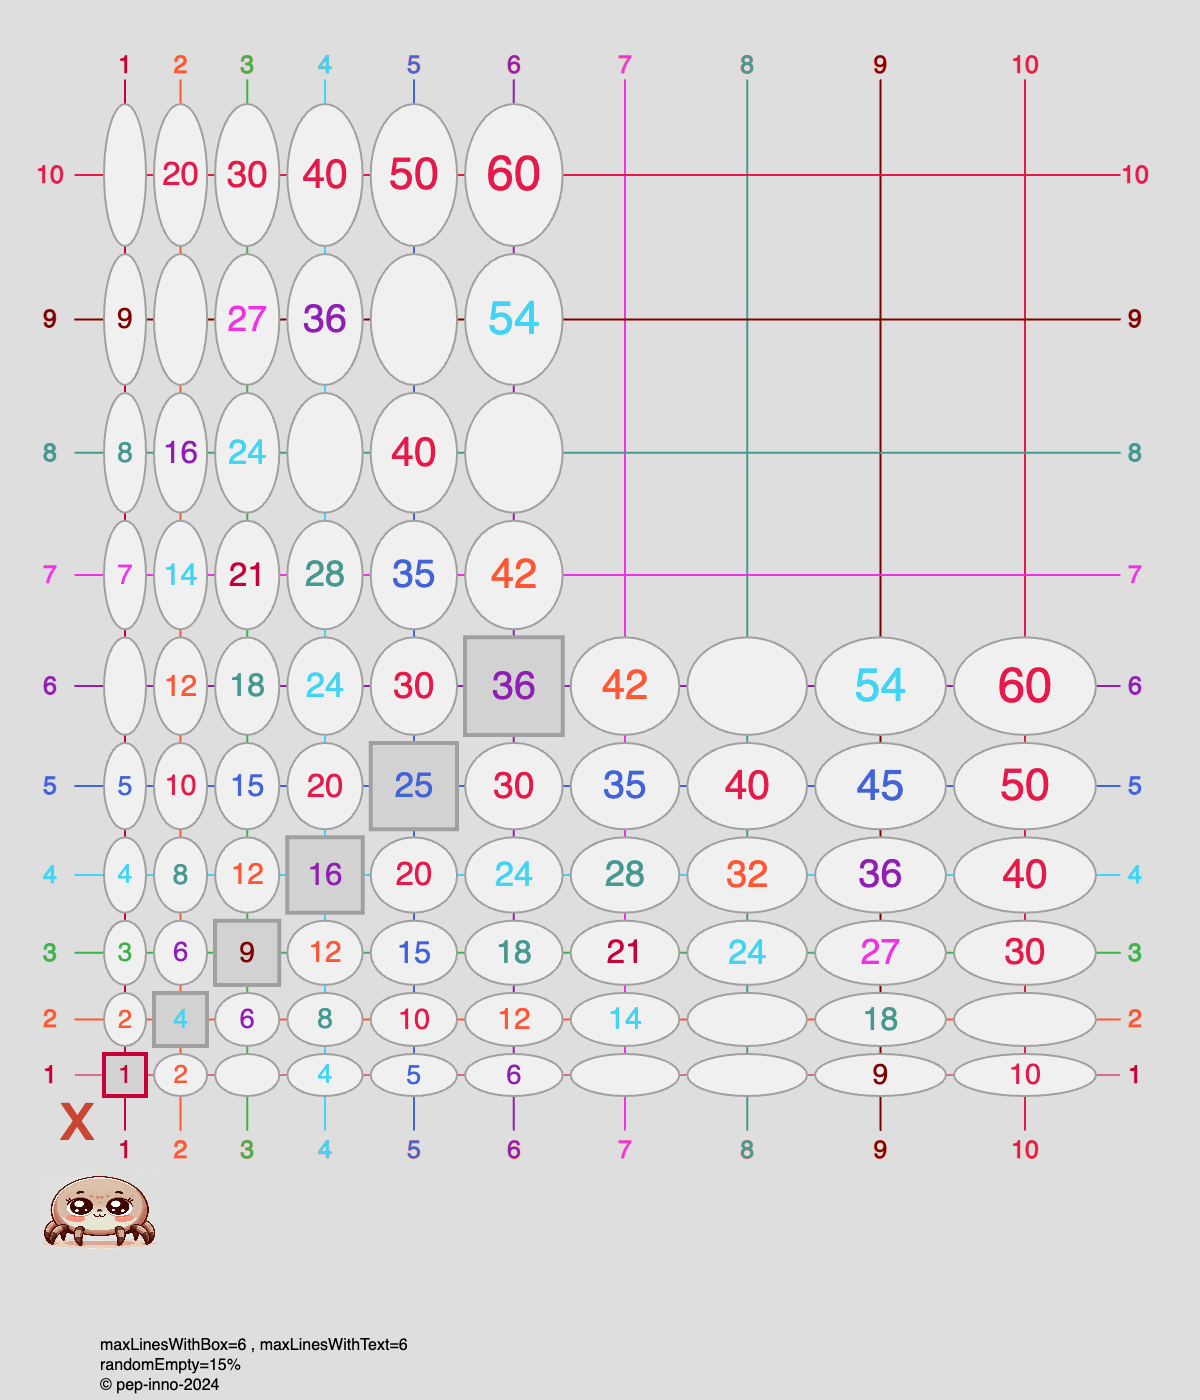 1 2 3 4 5 6 7 8 9 10
10 20 30 40 50 60 10
9 9 27 36 54 9
8 8 16 24 40 8
7 7 14 21 28 35 42 7
6 12 18 24 30 36 42 54 60 6
5 5 10 15 20 25 30 35 40 45 50 5
4 4 8 12 16 20 24 28 32 36 40 4
3 3 6 9 12 15 18 21 24 27 30 3
2 2 4 6 8 10 12 14 18 2
1 1 2 4 5 6 9 10 1
X
1 2 3 4 5 6 7 8 9 10
maxLinesWithBox=6 , maxLinesWithText=6
randomEmpty=15%
© pep-inno-2024